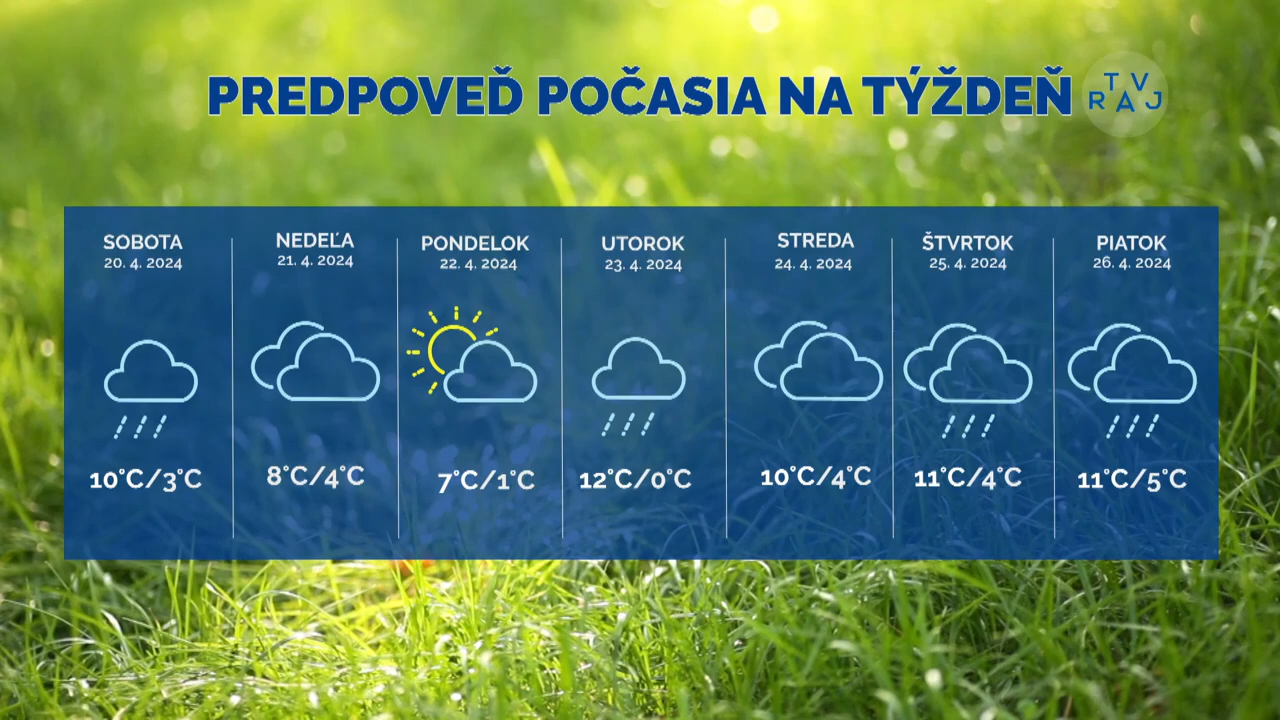 PREDPOVEĎ POČASIA NA TÝŽDEŇ
TV
RAJ
SOBOTA
20. 4. 2024
10°C/3°C
NEDEĽA
21. 4. 2024
8°C/4°C
PONDELOK
22. 4. 2024
7°C/1°C
UTOROK
23. 4. 2024
12°C/0°C
STREDA
24. 4. 2024
10°C/4°C
ŠTVRTOK
25. 4. 2024
11°C/4°C
PIATOK
26. 4. 2024
11°C/5°C